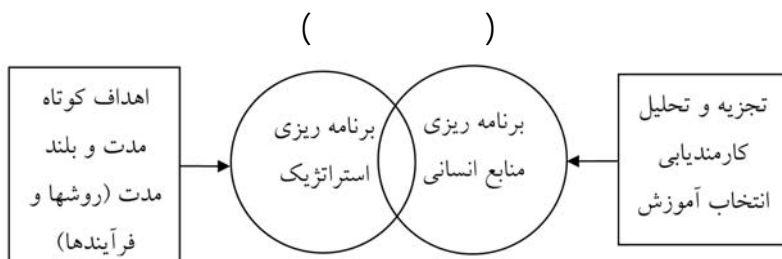 ( )
تجزیه و تحلیل
کارمندیابی
انتخاب آموزش
برنامه ریزی
منابع انسانی
برنامه ریزی
استراتژیک
اهداف کوتاه
مدت و بلند
مدت (روشها و
فرآیندها)